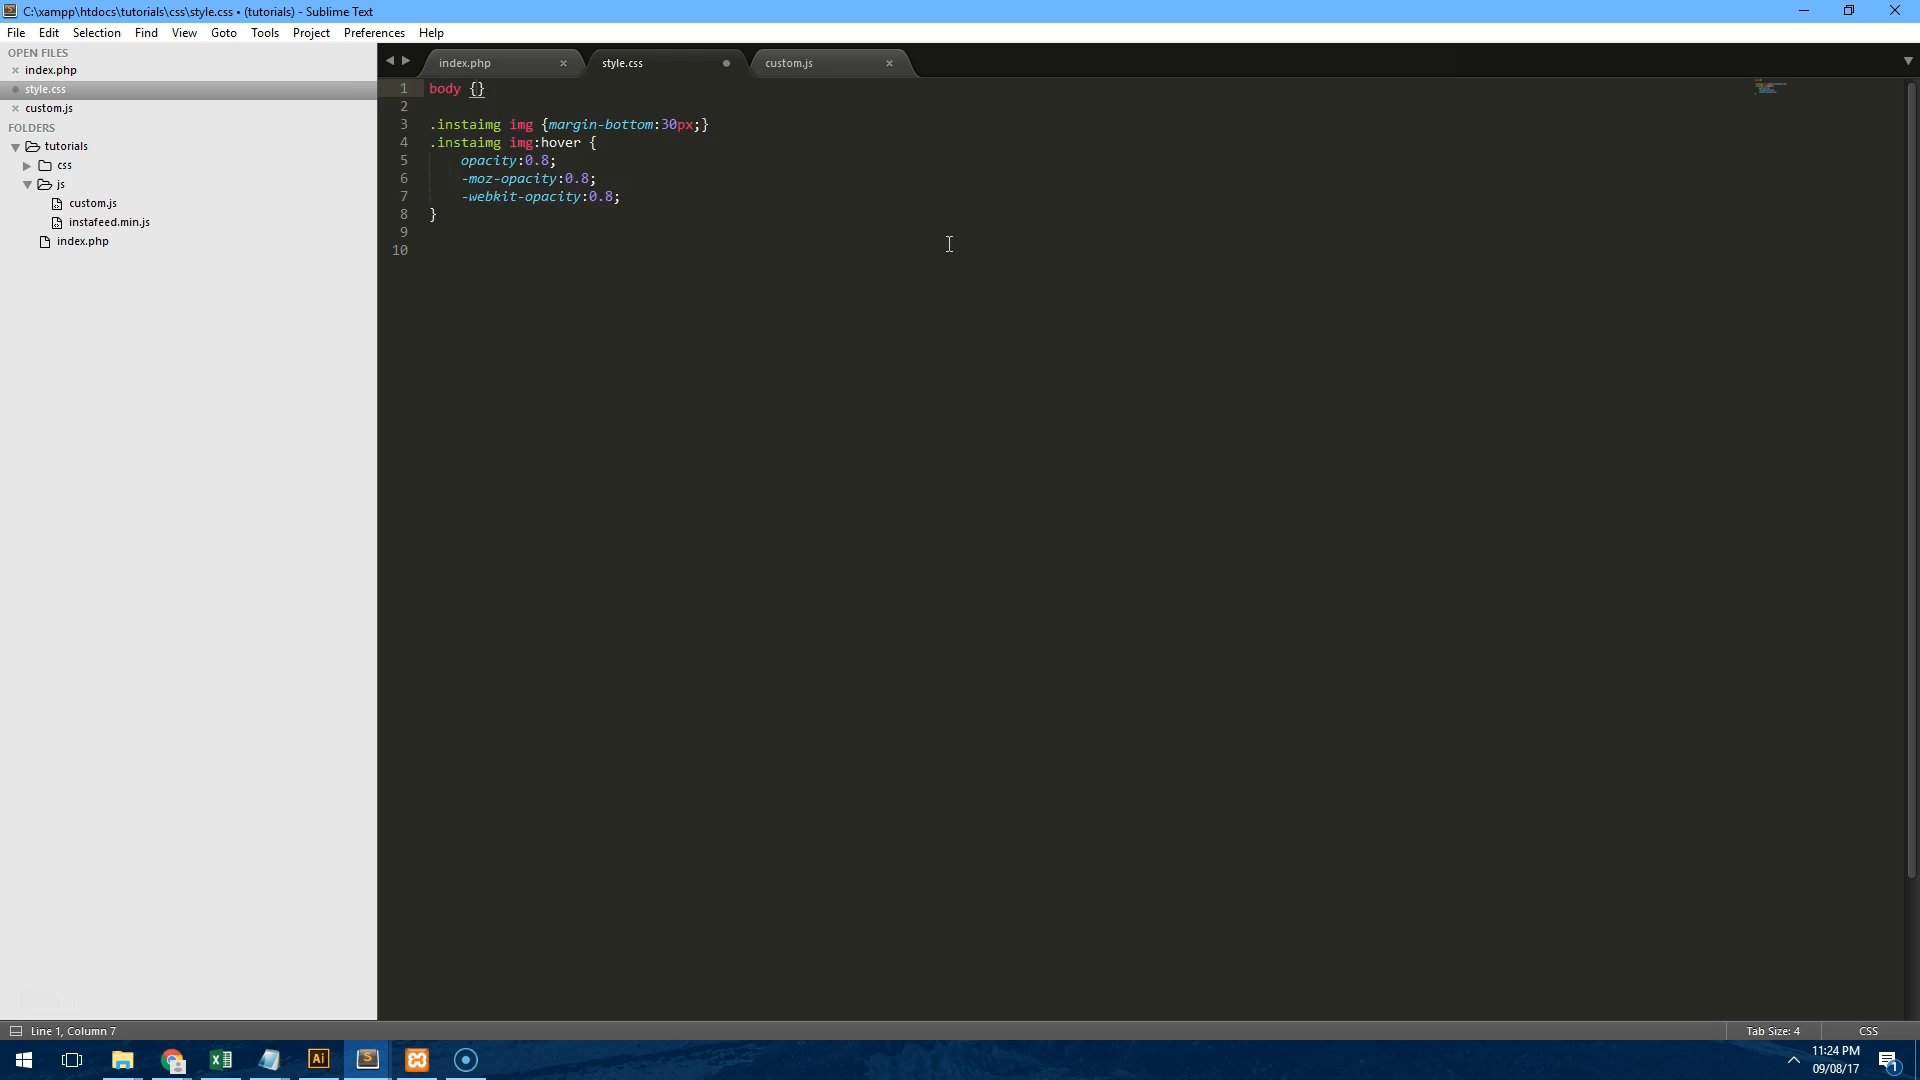 C:\xampp\htdocs\tutorials\css\style.css • (tutorials) - Sublime Text
File Edit Selection Find View Goto Tools Project Preferences Help
OPEN FILES
index.php
style.css
custom.js
FOLDERS
tutorials
css
js
custom.js
instafeed.min.js
index.php
index.php style.css custom.js
1 body {}
2
3 .instaimg img {margin-bottom:30px;}
4 .instaimg img:hover {
5 opacity:0.8;
6 -moz-opacity:0.8;
7 -webkit-opacity:0.8;
8 }
9
10
Line 1, Column 7
Tab Size: 4 CSS
Ai
11:24 PM
09/08/17
1